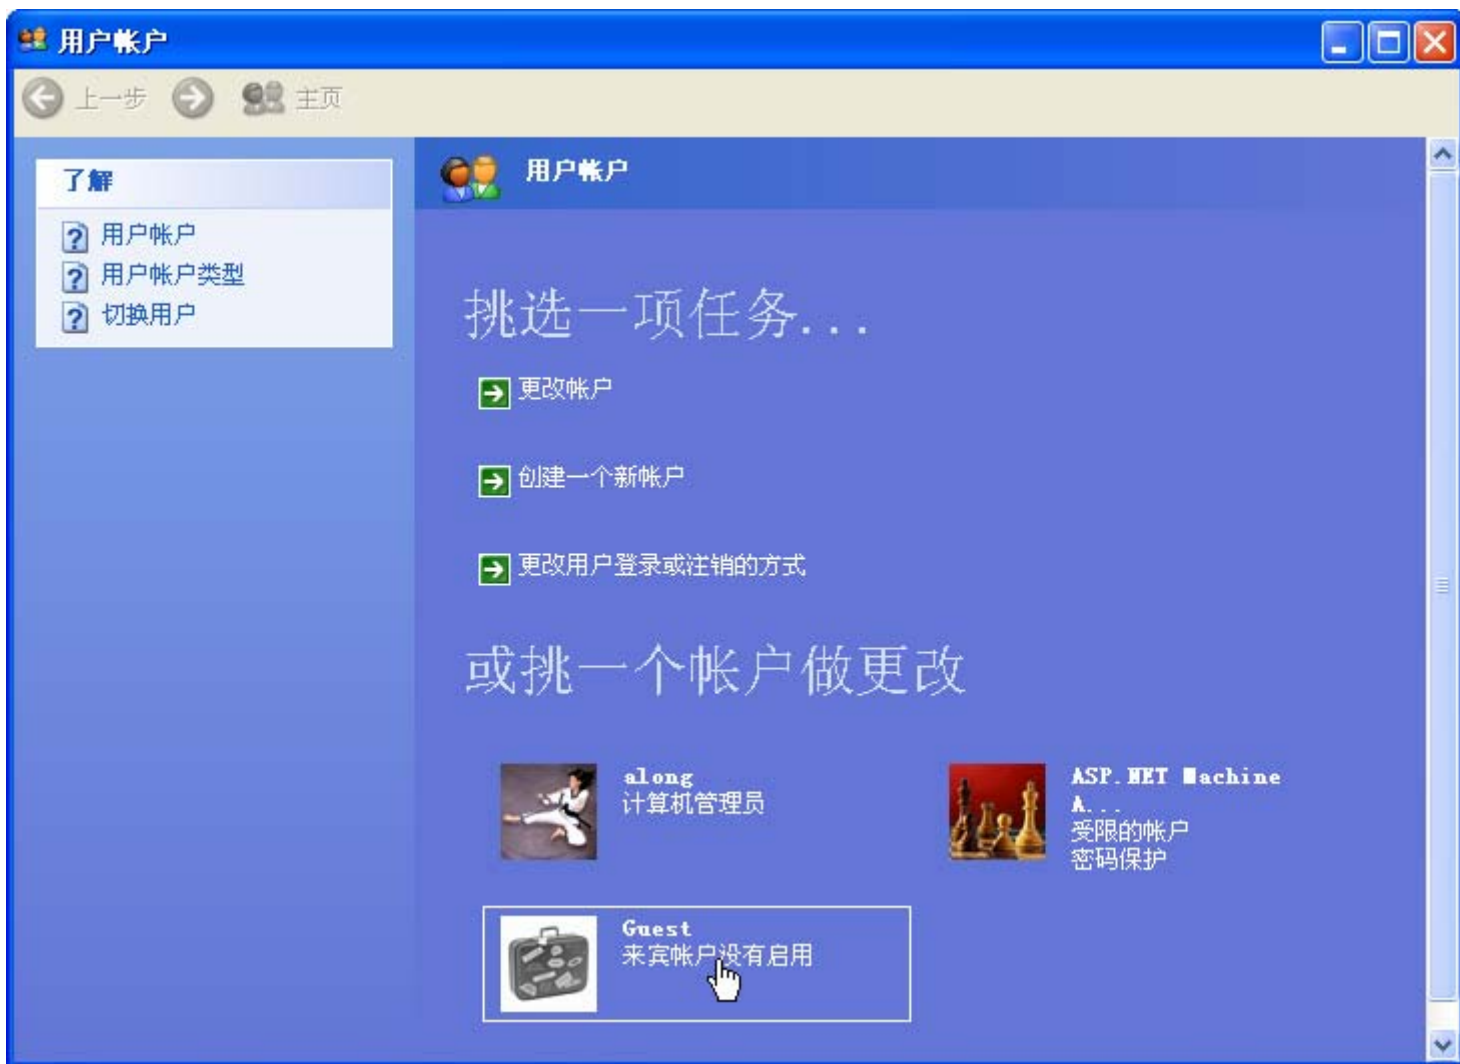 用户帐户
上一步 主页
了解
用户帐户
用户帐户类型
切换用户
用户帐户
挑选一项任务...
更改帐户
创建一个新帐户
更改用户登录或注销的方式
或挑一个帐户做更改
along
计算机管理员
ASP.NET Machine
A...
受限的帐户
密码保护
Guest
来宾帐户没有启用